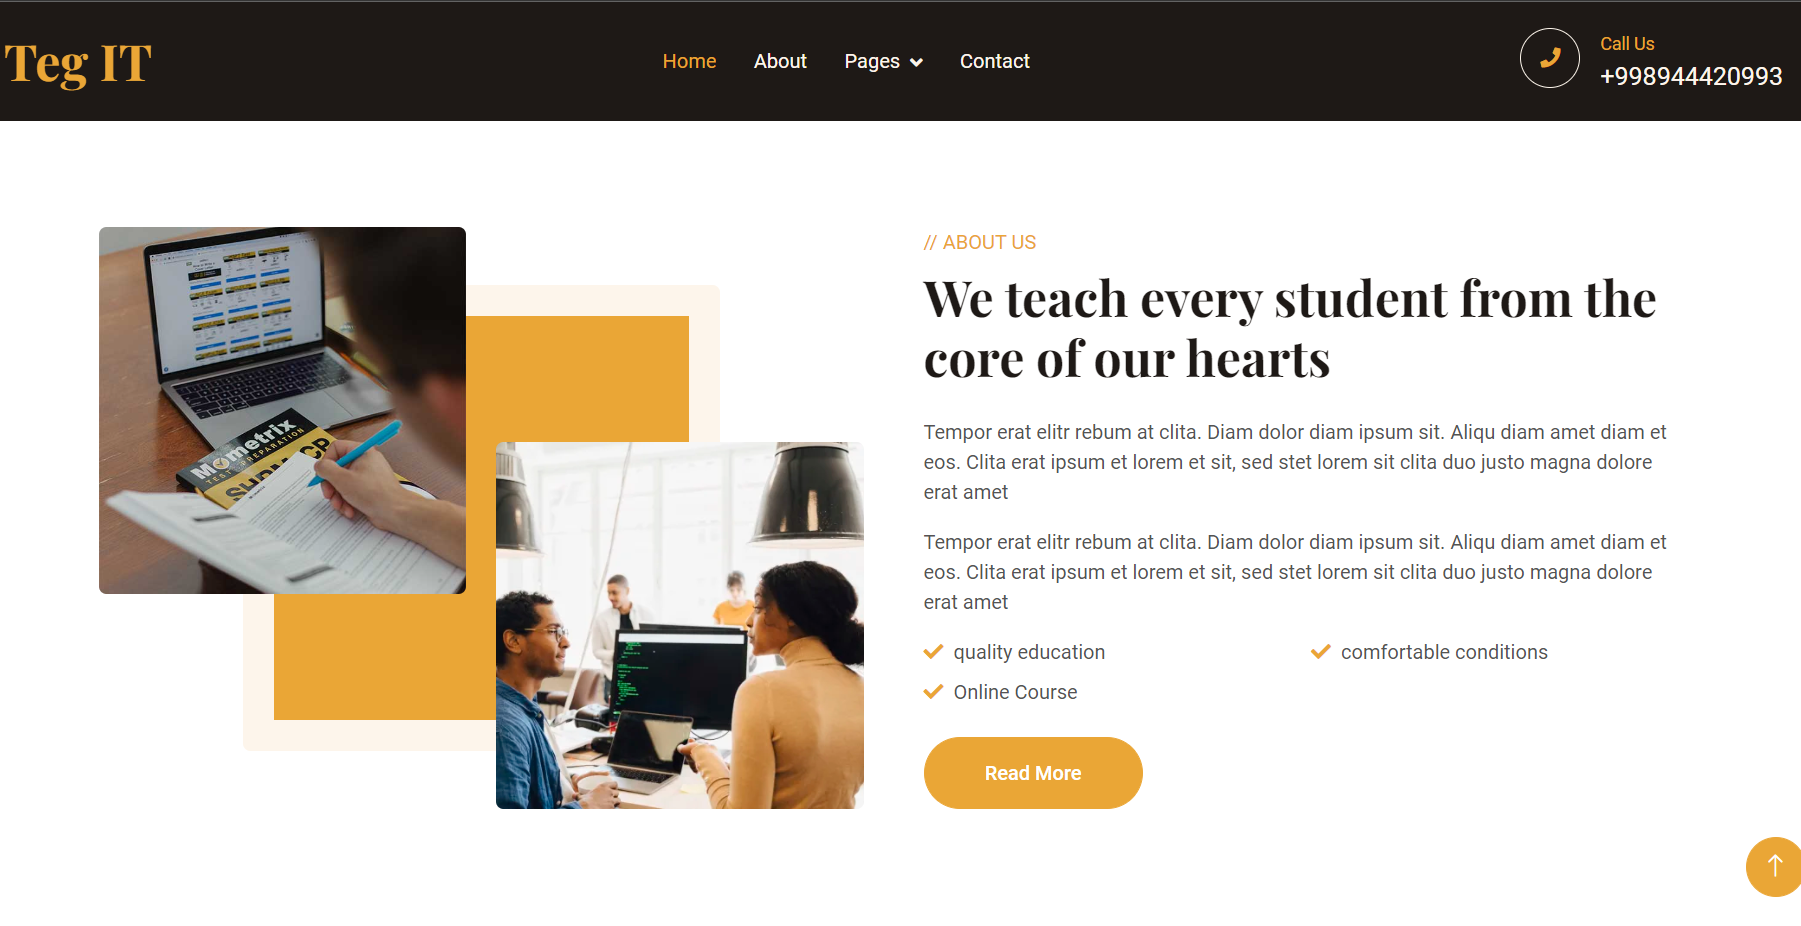 Teg IT
Home About Pages Contact
Call Us
+998944420993
Mometrix
TEST PREPARATION
// ABOUT US
We teach every student from the
core of our hearts
Tempor erat elitr rebum at clita. Diam dolor diam ipsum sit. Aliqu diam amet diam et
eos. Clita erat ipsum et lorem et sit, sed stet lorem sit clita duo justo magna dolore
erat amet
Tempor erat elitr rebum at clita. Diam dolor diam ipsum sit. Aliqu diam amet diam et
eos. Clita erat ipsum et lorem et sit, sed stet lorem sit clita duo justo magna dolore
erat amet
quality education
comfortable conditions
Online Course
Read More